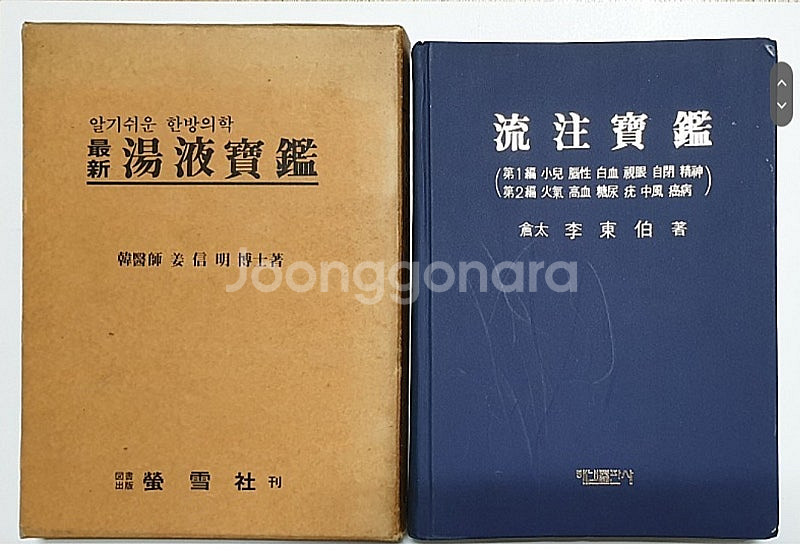 알기쉬운 한방의학
最新 湯液寶鑑
韓醫師 姜信明 博士著
図書出版 螢雪社 刊
流注寶鑑
(第1編 小兒 腦性 白血 視眼 自閉 精神
第2編 火氣 高血 糖尿 疣 中風 癌病)
倉太 李東伯 著
Joonggonara